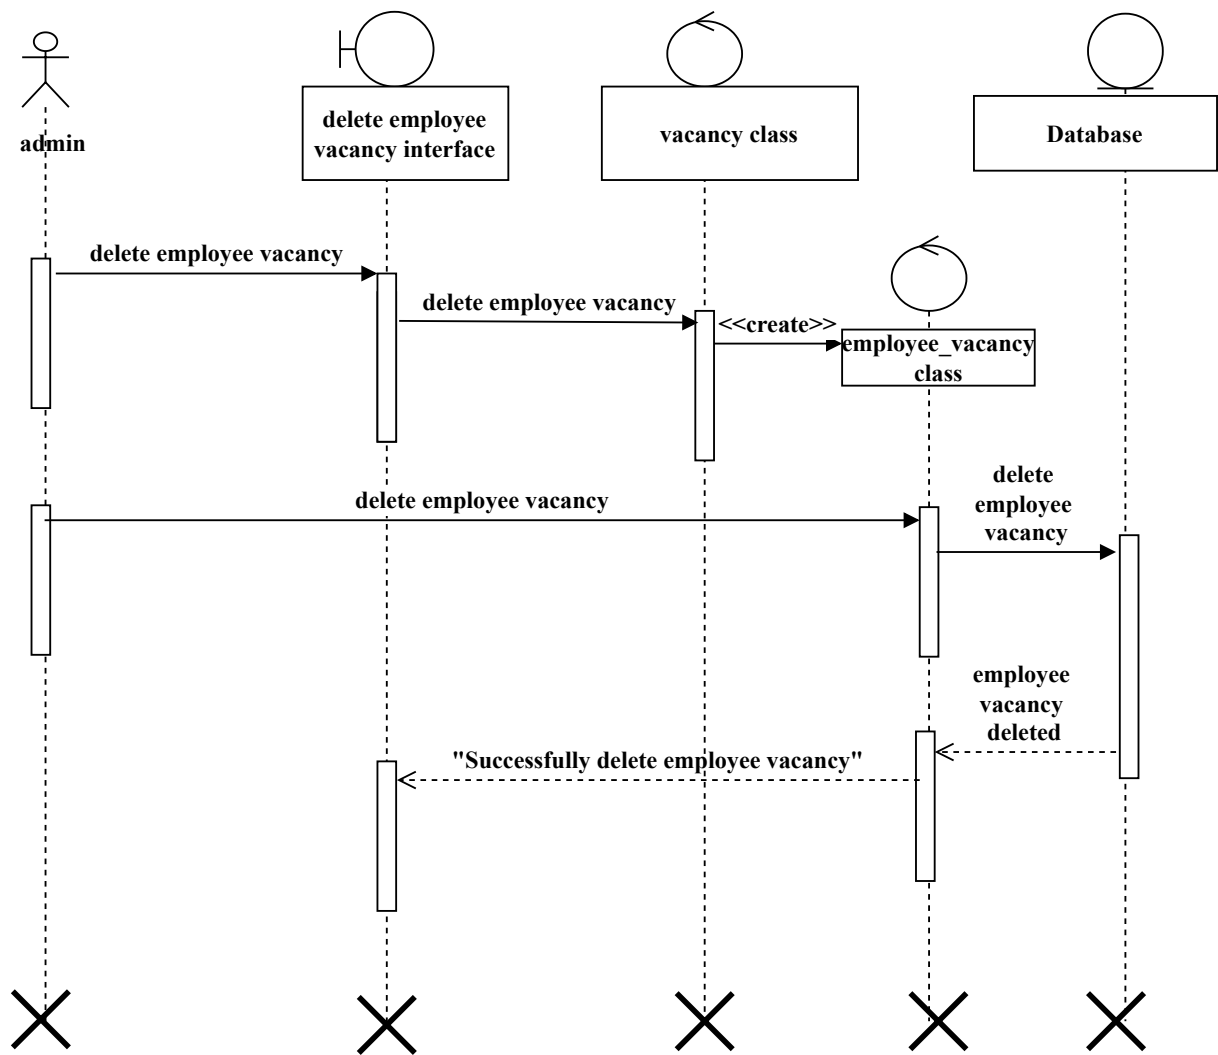 admin
delete employee
vacancy interface
vacancy class
Database
delete employee vacancy
delete employee vacancy
<<create>>
employee_vacancy
class
delete employee vacancy
delete
employee
vacancy
employee
vacancy
deleted
"Successfully delete employee vacancy"